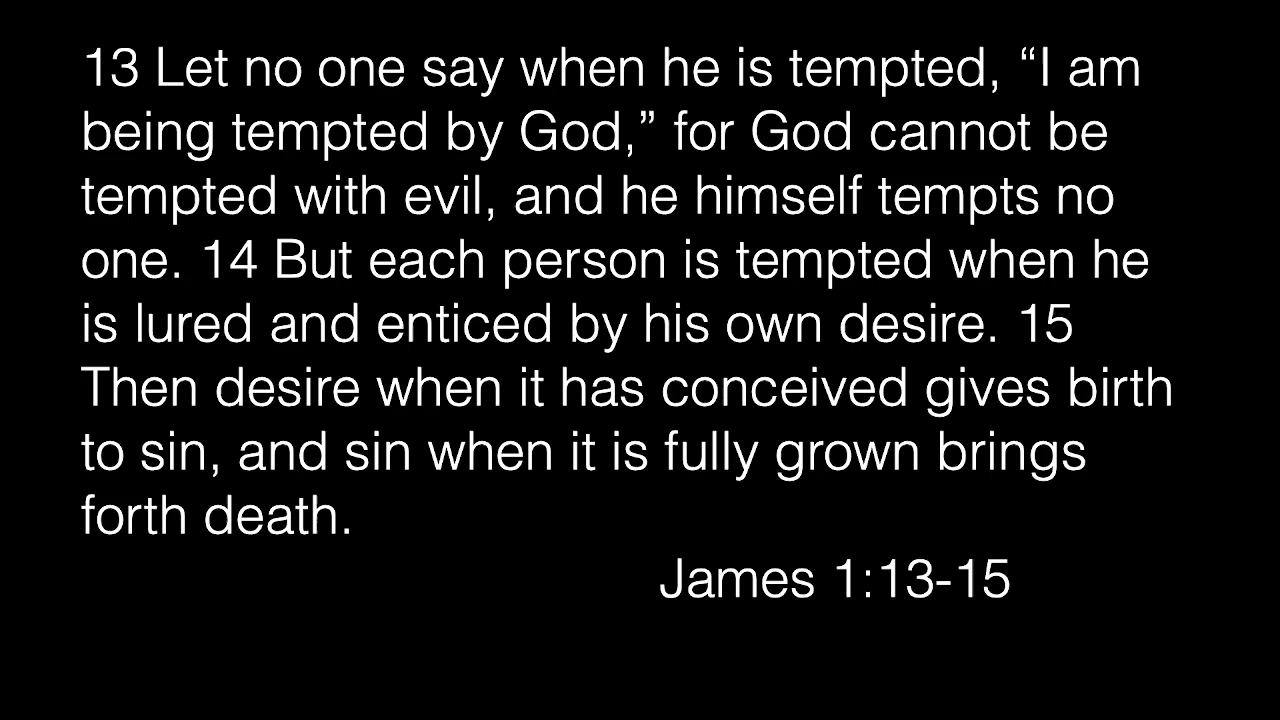 13 Let no one say when he is tempted, “I am
being tempted by God,” for God cannot be
tempted with evil, and he himself tempts no
one. 14 But each person is tempted when he
is lured and enticed by his own desire. 15
Then desire when it has conceived gives birth
to sin, and sin when it is fully grown brings
forth death.
James 1:13-15